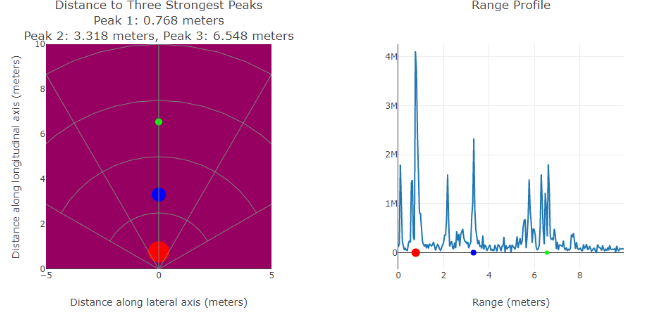 Distance to Three Strongest Peaks
Peak 1: 0.768 meters
Peak 2: 3.318 meters, Peak 3: 6.548 meters
Range Profile
10
8
6
4
2
0
−5
0
5
Distance along longitudinal axis (meters)
Distance along lateral axis (meters)
4M
3M
2M
1M
0
0
2
4
6
8
Range (meters)